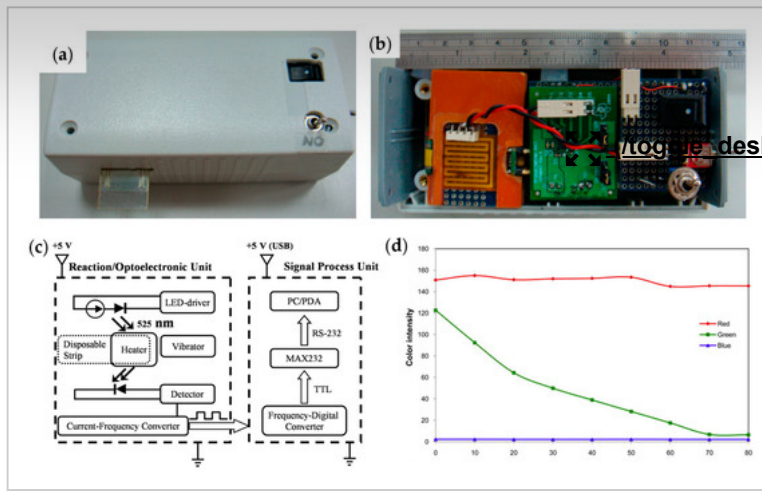 (a)
NO
(b)
/toggle_desl
(c)
+5 V
Reaction/Optoelectronic Unit
LED-driver
525 nm
Disposable
Strip
Heater
Vibrator
Detector
Current-Frequency Converter
+5 V (USB)
Signal Process Unit
PC/PDA
RS-232
MAX232
TTL
Frequency-Digital
Converter
(d)
180
160
140
120
100
80
60
40
20
0
Color intensity
Red
Green
Blue
0 10 20 30 40 50 60 70 80